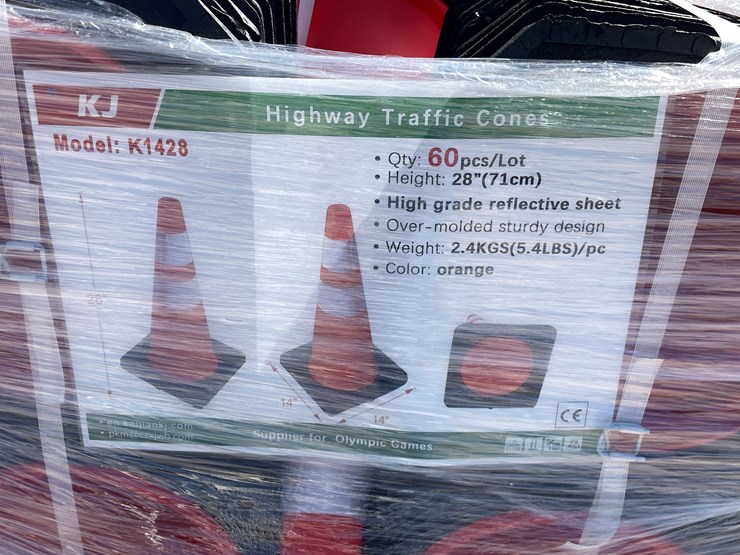 KJ
Highway Traffic Cones
Model: K1428
• Qty: 60pcs/Lot
• Height: 28"(71cm)
• High grade reflective sheet
• Over-molded sturdy design
• Weight: 2.4KGS(5.4LBS)/pc
• Color: orange
28"
14"
14"
CE
Supplier for Olympic Games